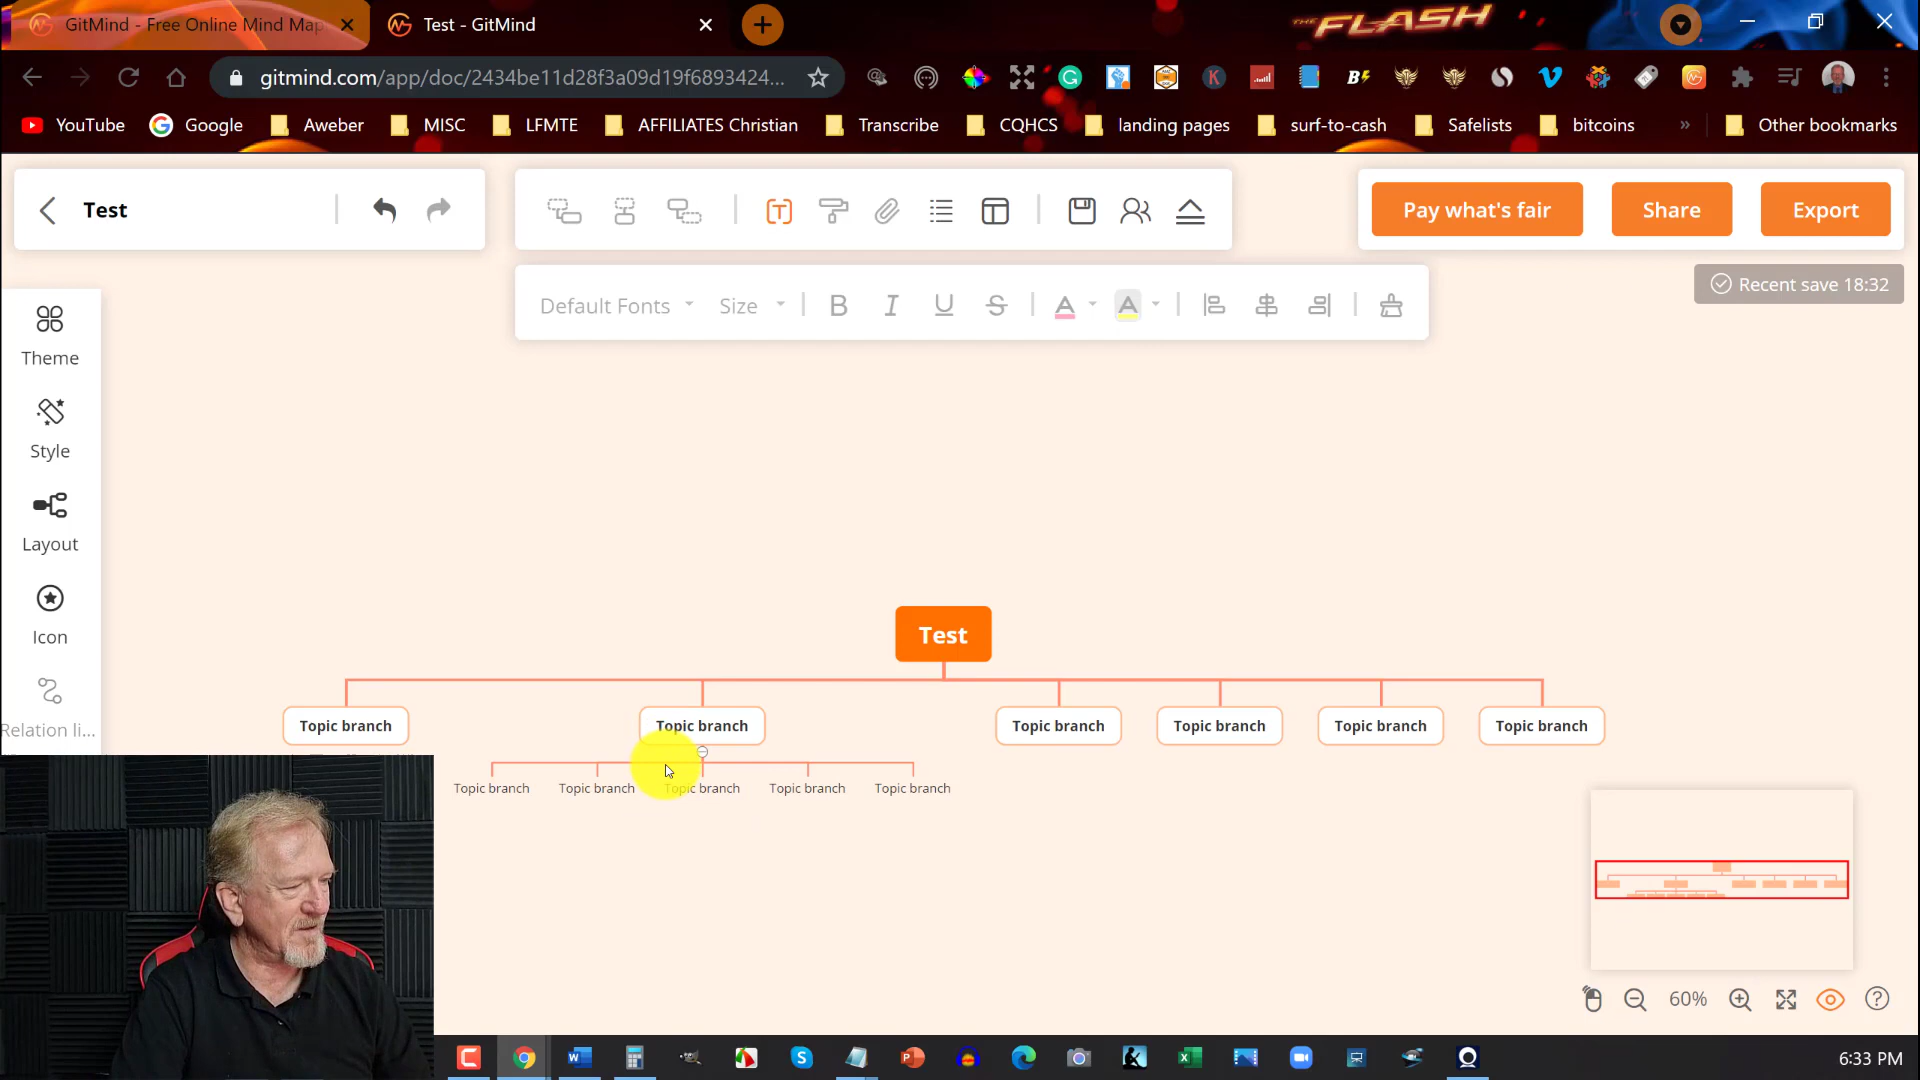 GitMind - Free Online Mind Map
Test - GitMind
THE FLASH
gitmind.com/app/doc/2434be11d28f3a09d19f6893424...
YouTube
Google
Aweber
MISC
LFMTE
AFFILIATES Christian
Transcribe
CQHCS
landing pages
surf-to-cash
Safelists
bitcoins
»
Other bookmarks
Test
Pay what's fair
Share
Export
Default Fonts
Size
B
I
U
S
A
A
Recent save 18:32
Theme
Style
Layout
Icon
Relation li...
Test
Topic branch
Topic branch
Topic branch
Topic branch
Topic branch
Topic branch
Topic branch
Topic branch
Topic branch
Topic branch
Topic branch
60%
6:33 PM